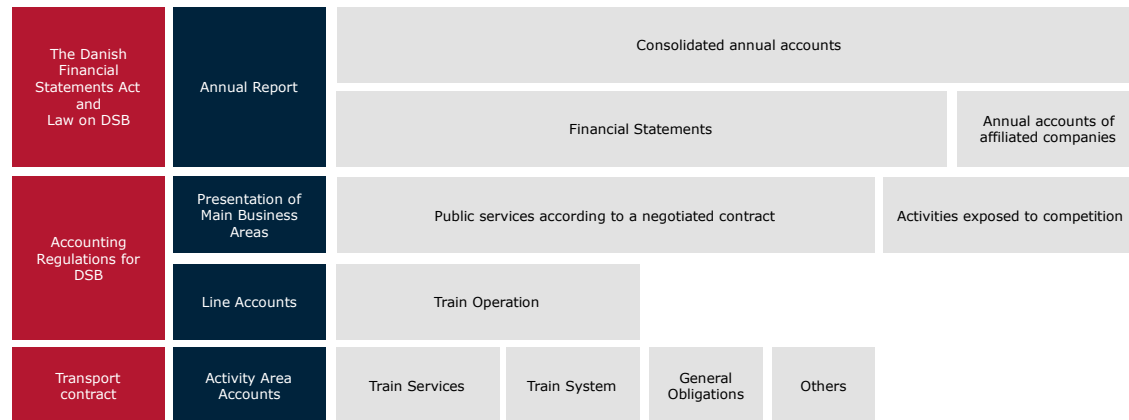 The Danish
Financial
Statements Act
and
Law on DSB
Annual Report
Consolidated annual accounts
Financial Statements
Annual accounts of
affiliated companies
Accounting
Regulations for
DSB
Presentation of
Main Business
Areas
Public services according to a negotiated contract
Activities exposed to competition
Line Accounts
Train Operation
Transport
contract
Activity Area
Accounts
Train Services
Train System
General
Obligations
Others